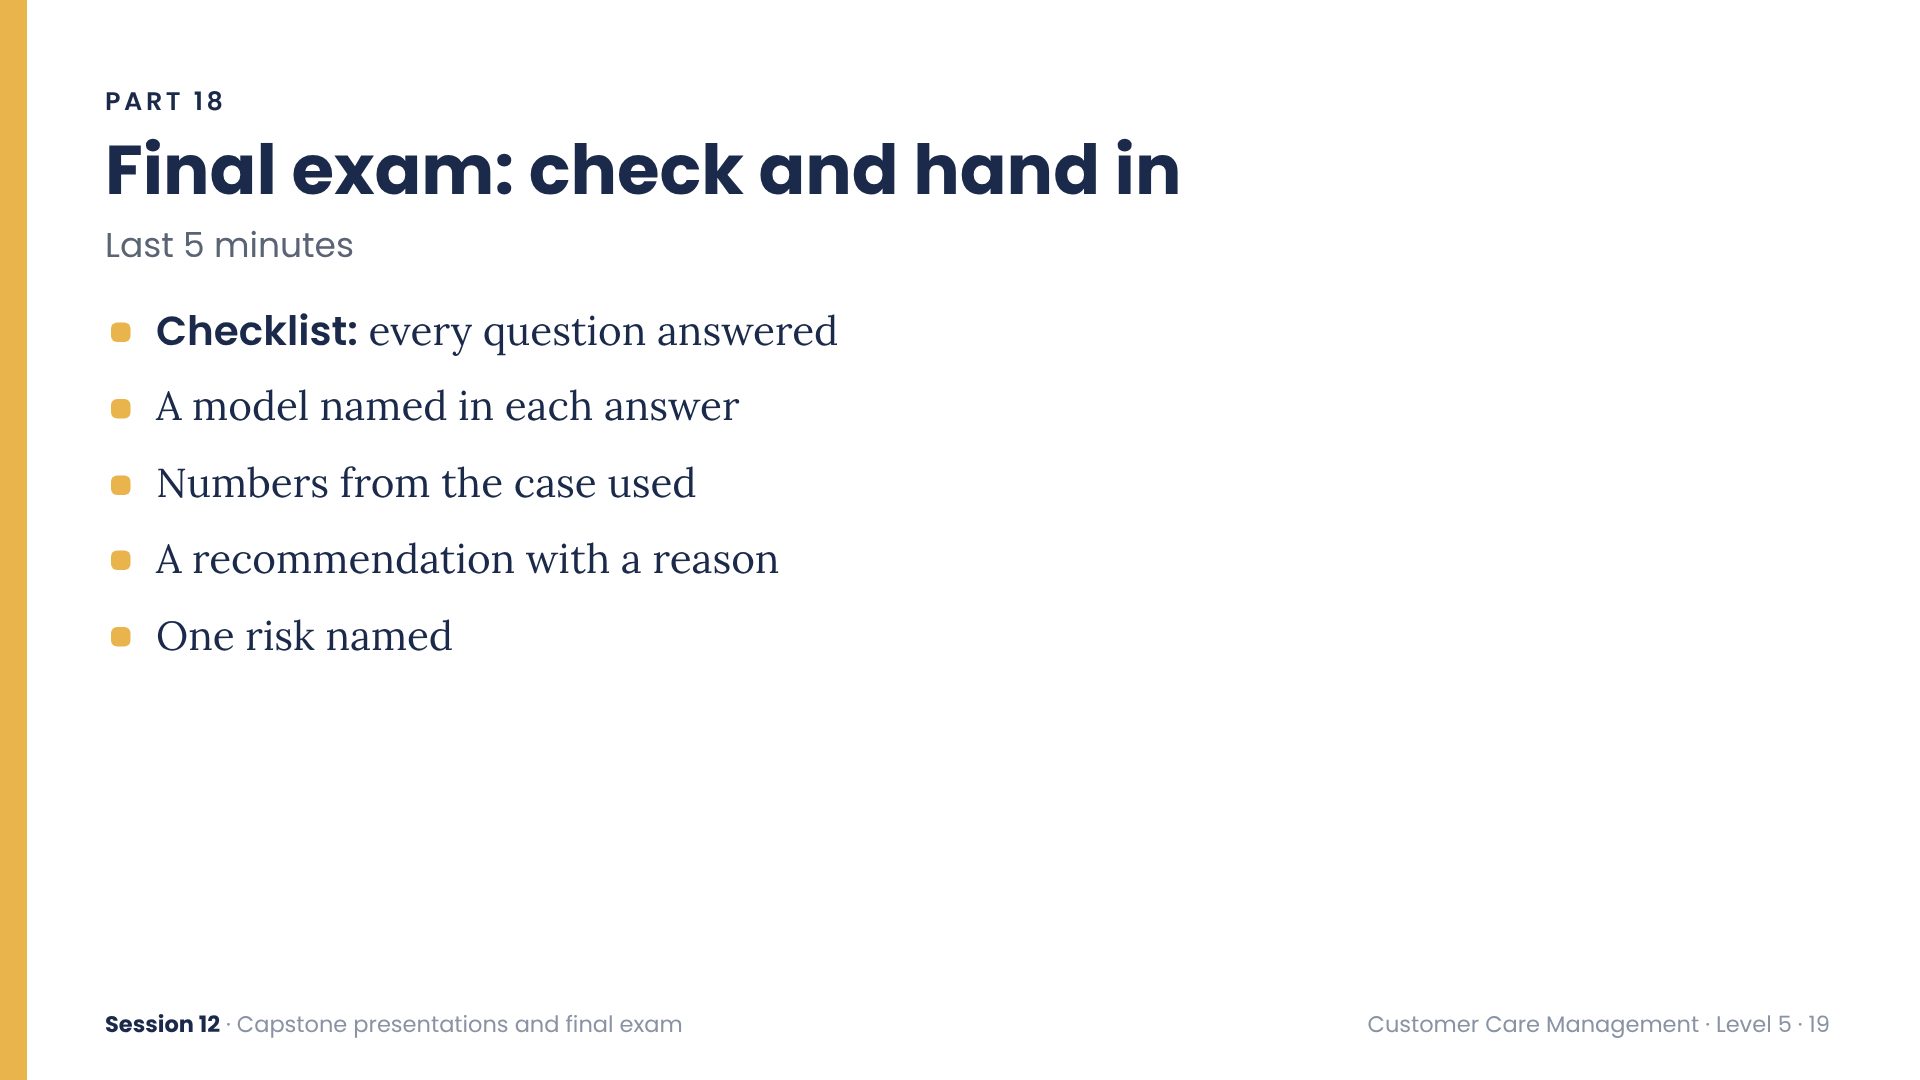 PART 18
Final exam: check and hand in
Last 5 minutes
Checklist: every question answered
A model named in each answer
Numbers from the case used
A recommendation with a reason
One risk named
Session 12 · Capstone presentations and final exam
Customer Care Management · Level 5 · 19